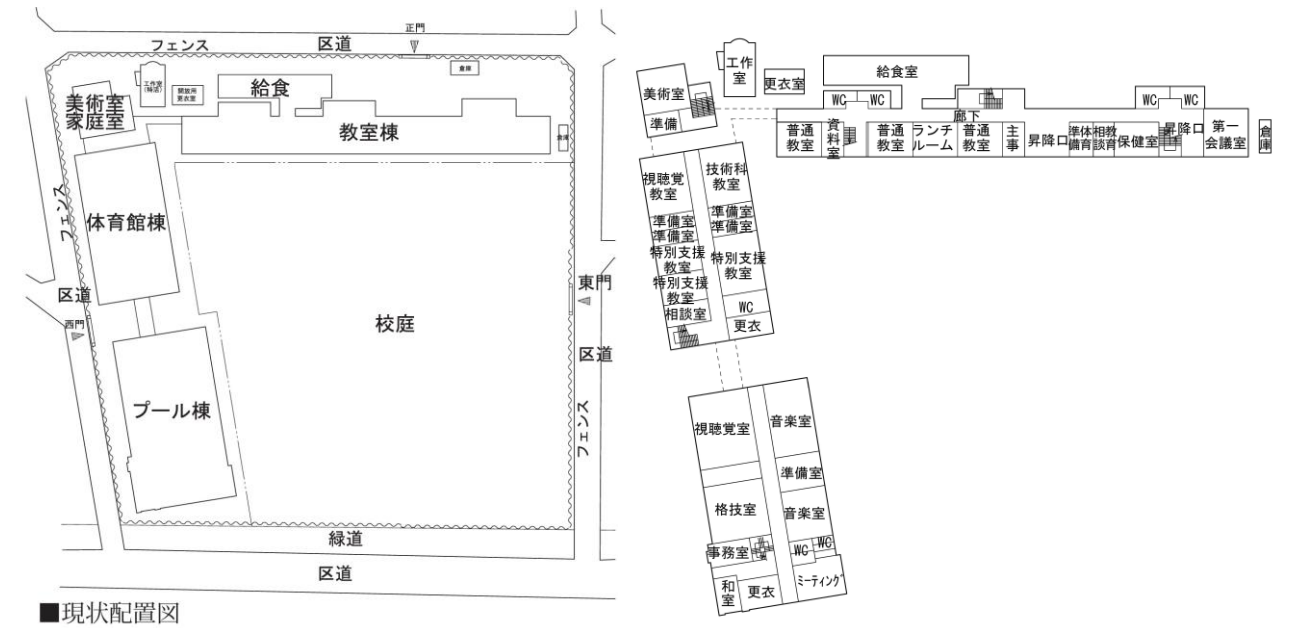 正門
フェンス
区道
倉庫
工作室
(特活)
開放用
更衣室
給食
美術室
家庭室
教室棟
倉庫
フェンス
体育館棟
区道
西門
東門
校庭
区道
プール棟
フェンス
緑道
区道
■現状配置図
工作
室
更衣室
給食室
美術室
準備
WC
WC
WC
WC
廊下
普通
教室
資料室
普通
教室
ランチ
ルーム
普通
教室
主
事
昇降口
準体
備育
相教
談育
保健室
昇降口
第一
会議室
倉庫
視聴覚
教室
技術科
教室
準備室
準備室
準備室
準備室
特別支援
教室
特別支援
教室
特別支援
教室
相談室
WC
更衣
視聴覚室
音楽室
準備室
格技室
音楽室
事務室
WC
WC
和室
更衣
ミーティング